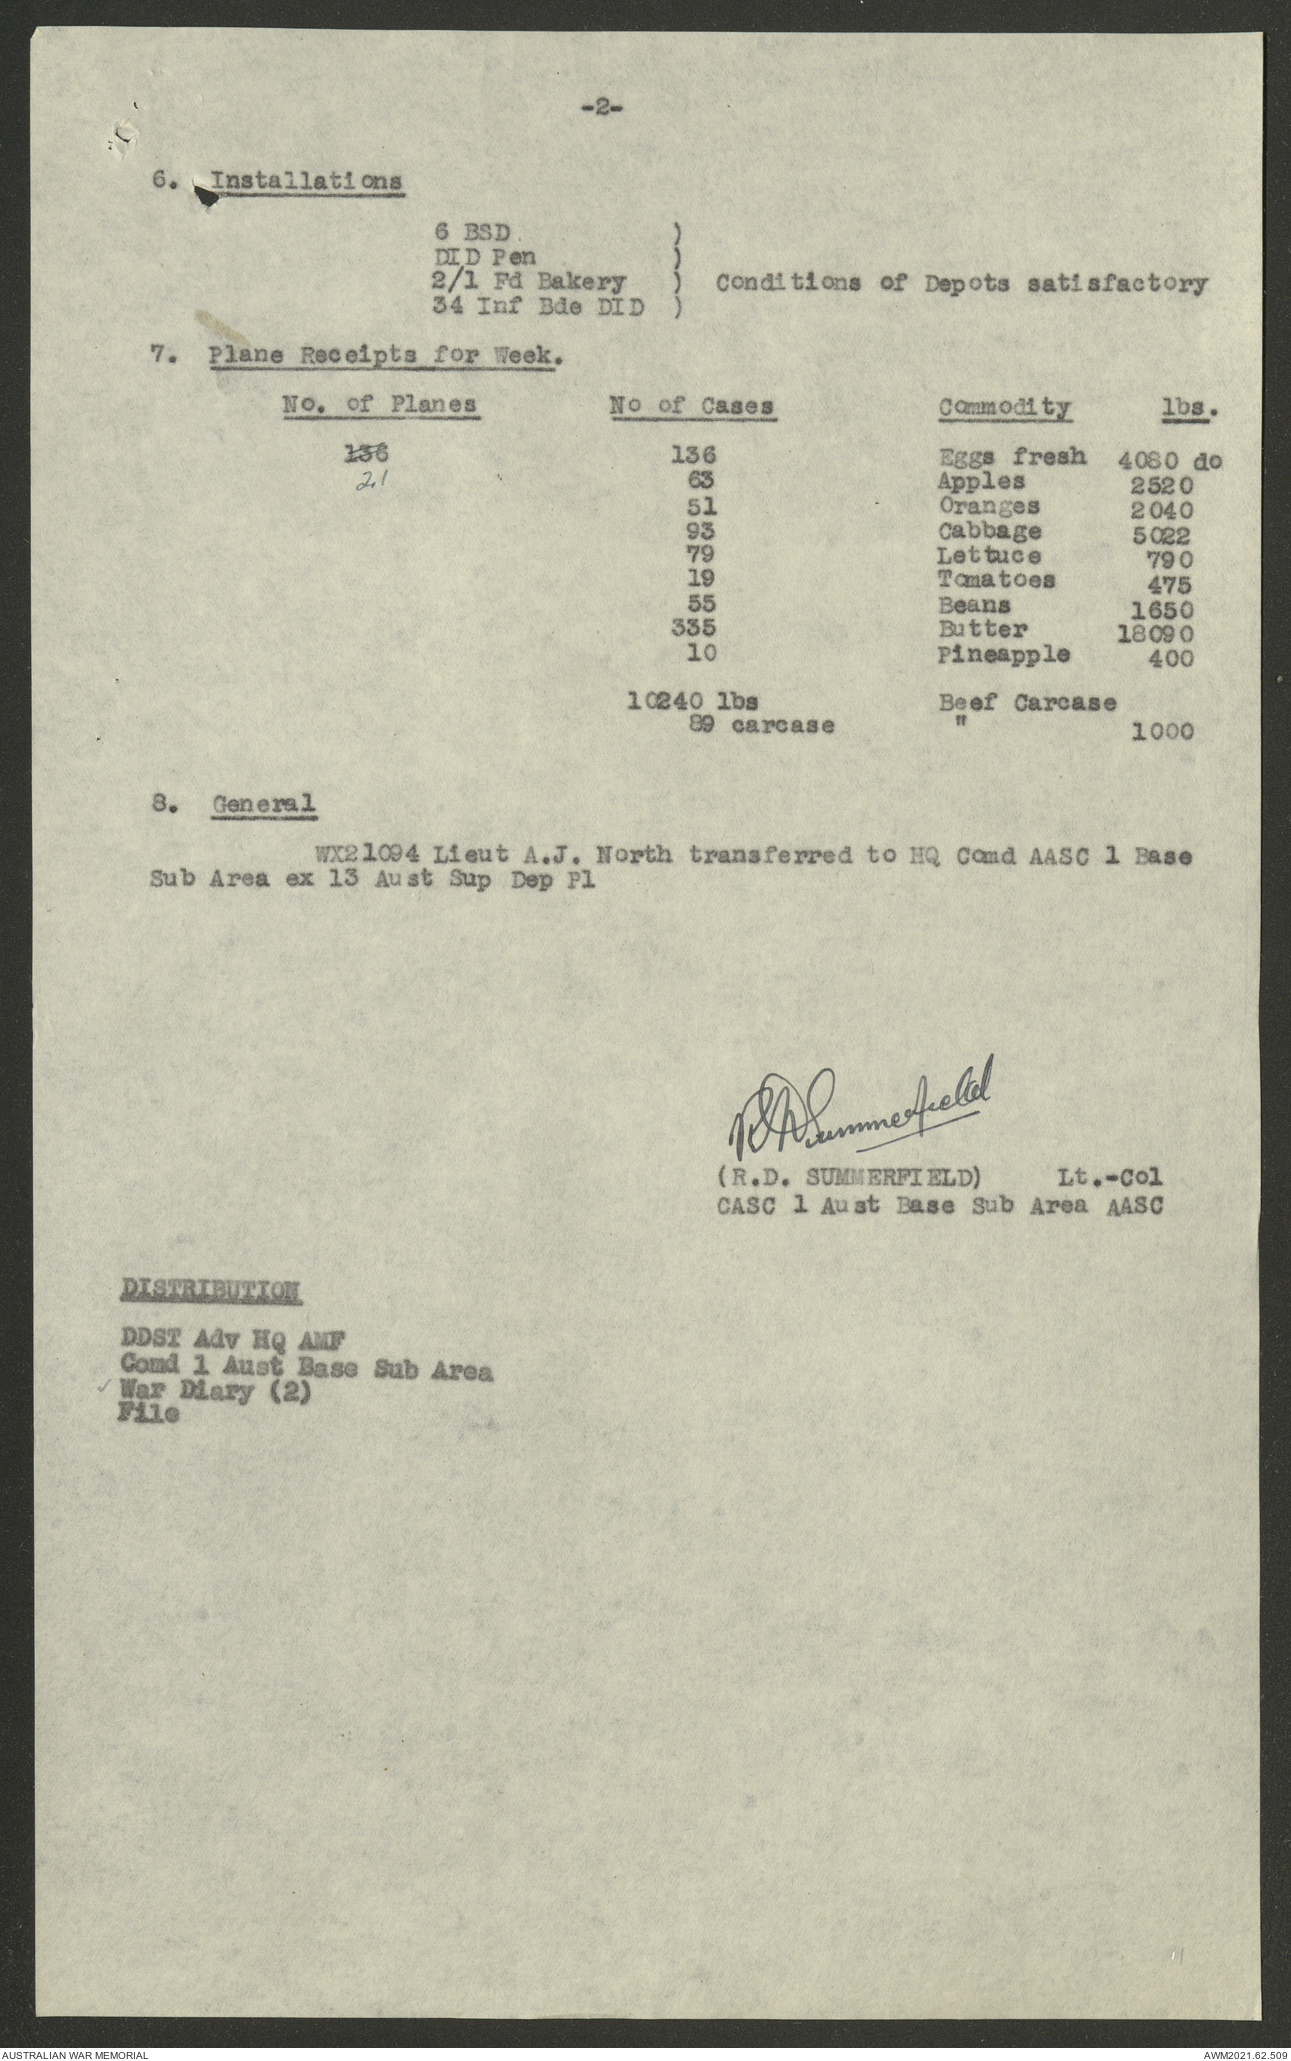 -2-
6. Installations
6 BSD )
DID Pen )
2/1 Fd Bakery ) Conditions of Depots satisfactory
34 Inf Bde DID )
7. Plane Receipts for Week.
No. of Planes No of Cases Commodity lbs.
136 136 Eggs fresh 4080 do
21 63 Apples 2520
51 Oranges 2040
93 Cabbage 5022
79 Lettuce 790
19 Tomatoes 475
55 Beans 1650
335 Butter 18090
10 Pineapple 400
10240 lbs Beef Carcase
89 carcase " 1000
8. General
WX21094 Lieut A.J. North transferred to HQ Comd AASC 1 Base
Sub Area ex 13 Aust Sup Dep Pl
RDSummerfield
(R.D. SUMMERFIELD) Lt.-Col
CASC 1 Aust Base Sub Area AASC
DISTRIBUTION
DDST Adv HQ AMF
Comd 1 Aust Base Sub Area
✓ War Diary (2)
File
AUSTRALIAN WAR MEMORIAL AWM2021.62.509